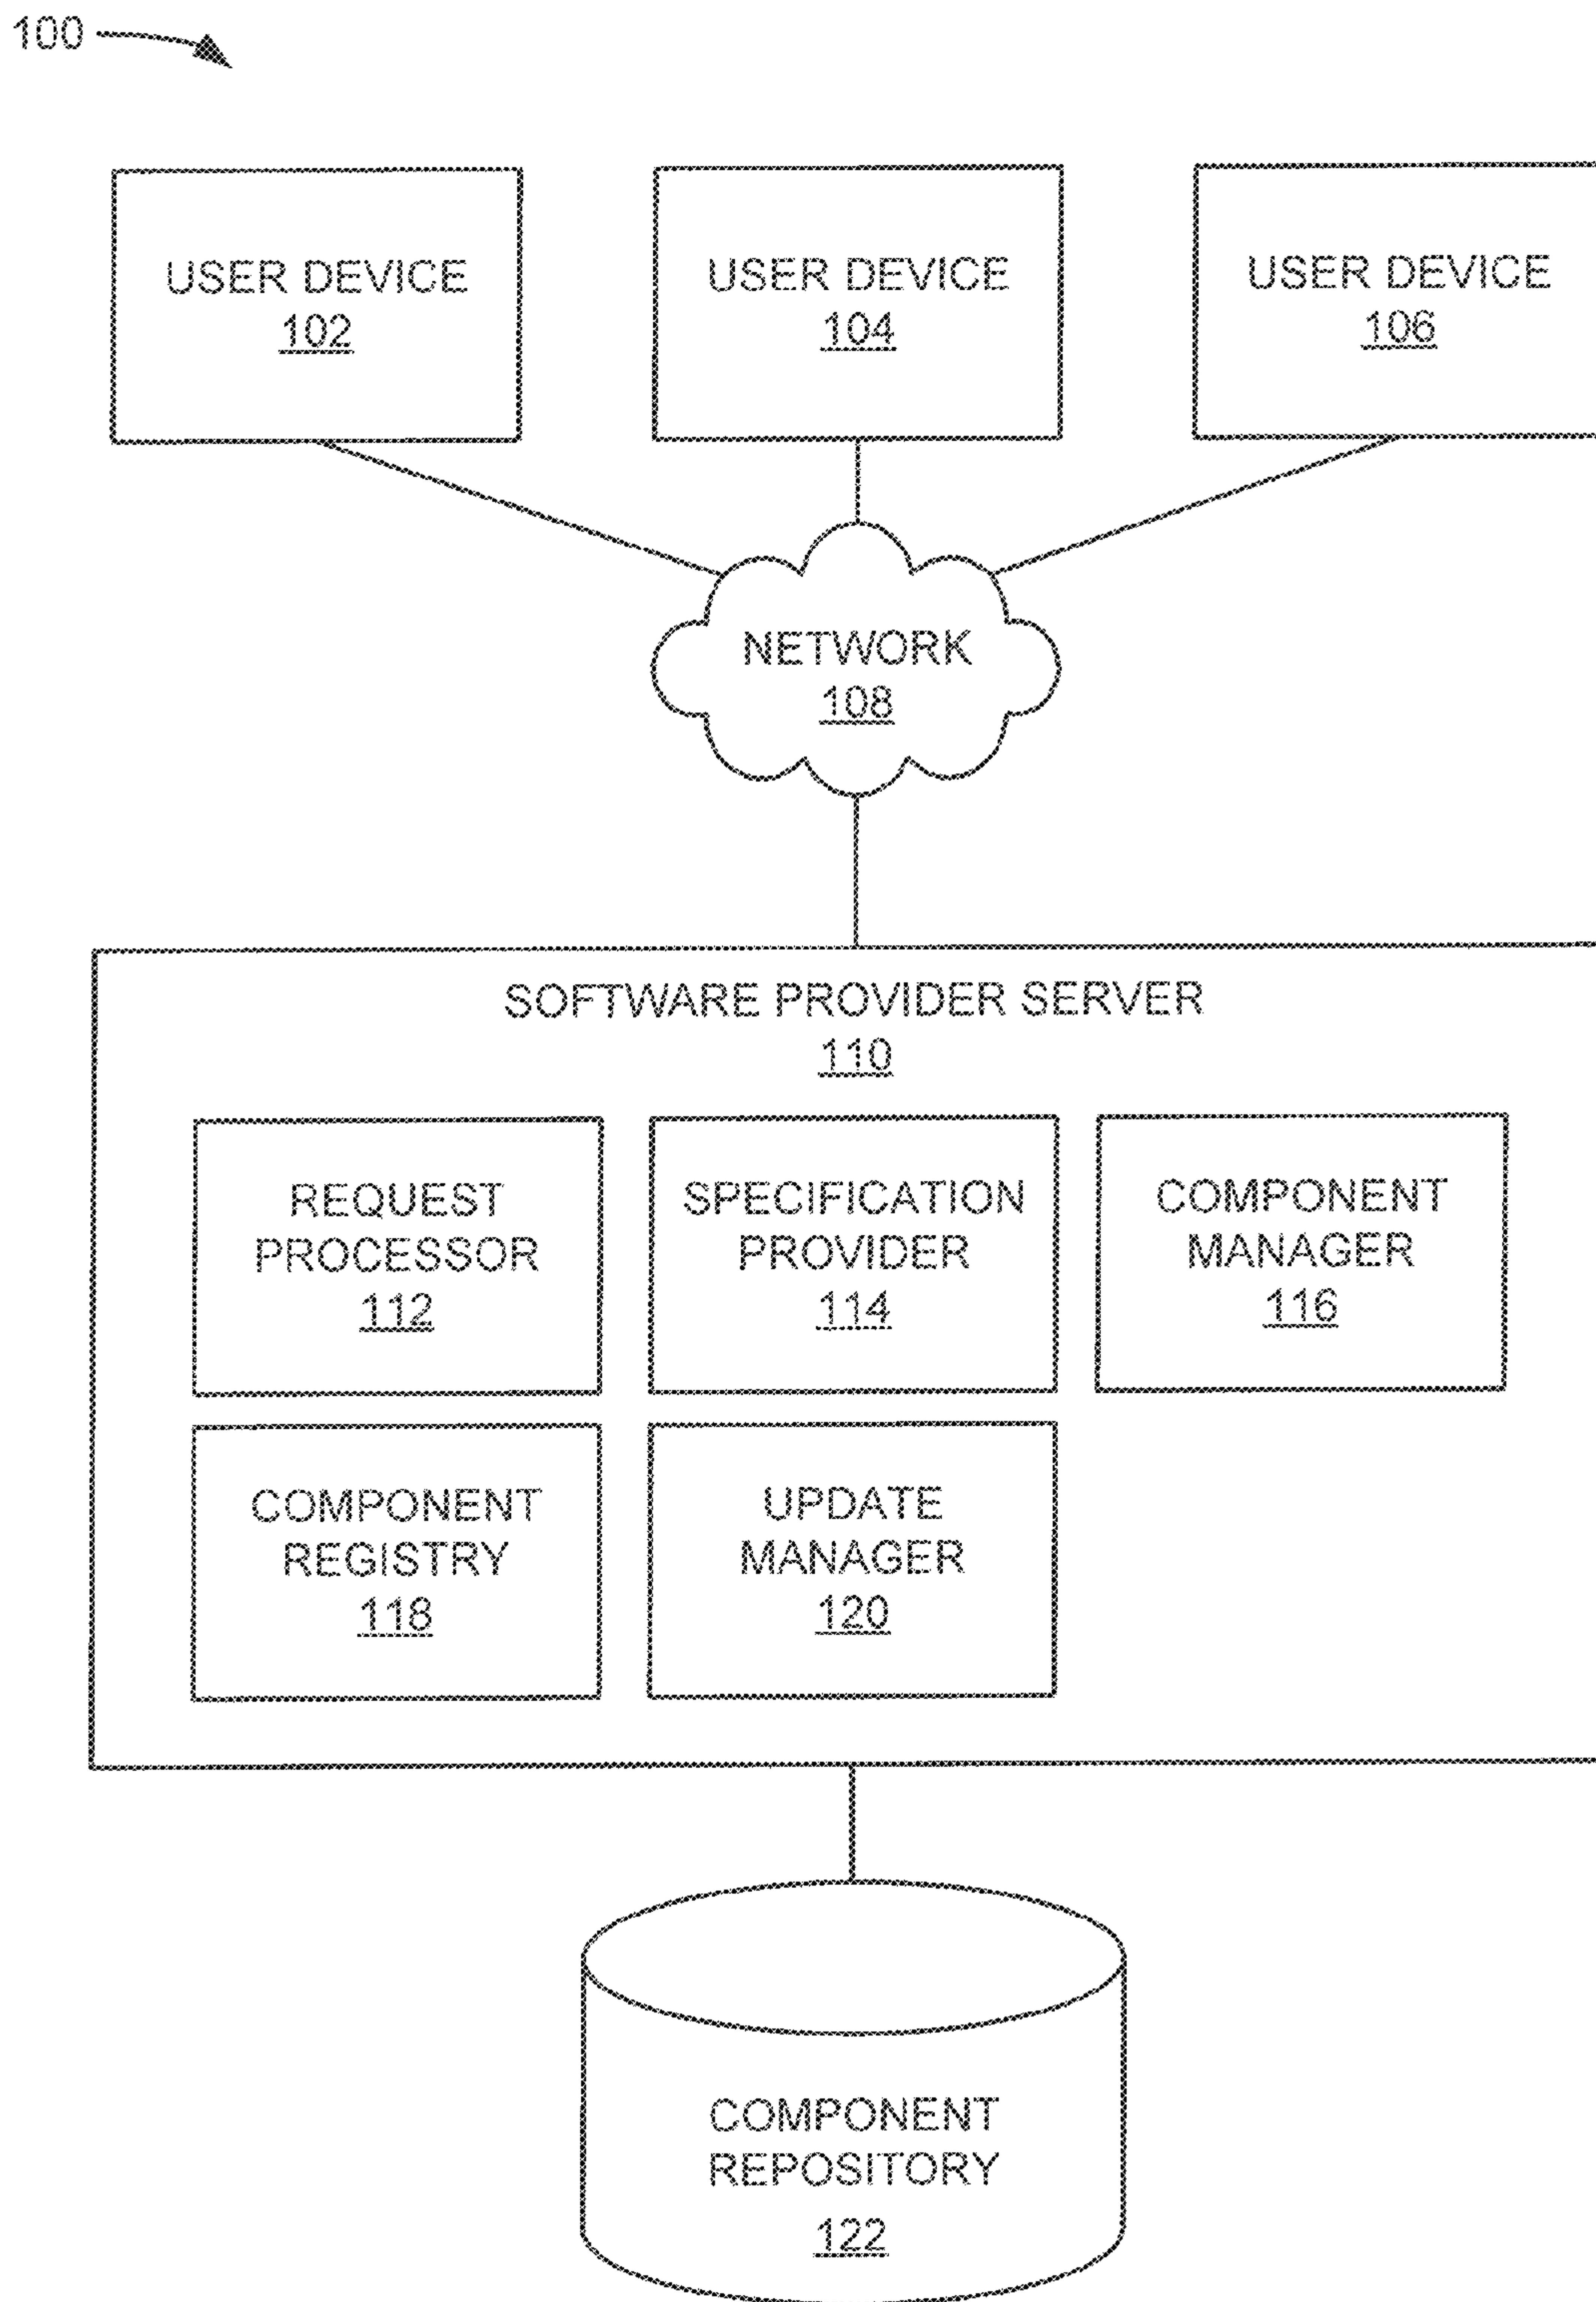 100
USER DEVICE
102
USER DEVICE
104
USER DEVICE
106
NETWORK
108
SOFTWARE PROVIDER SERVER
110
REQUEST
PROCESSOR
112
SPECIFICATION
PROVIDER
114
COMPONENT
MANAGER
116
COMPONENT
REGISTRY
118
UPDATE
MANAGER
120
COMPONENT
REPOSITORY
122